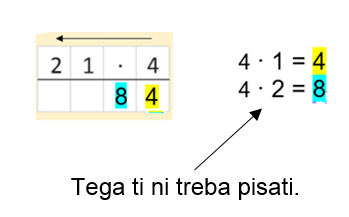 2 1 · 4
8 4
4 · 1 = 4
4 · 2 = 8
Tega ti ni treba pisati.